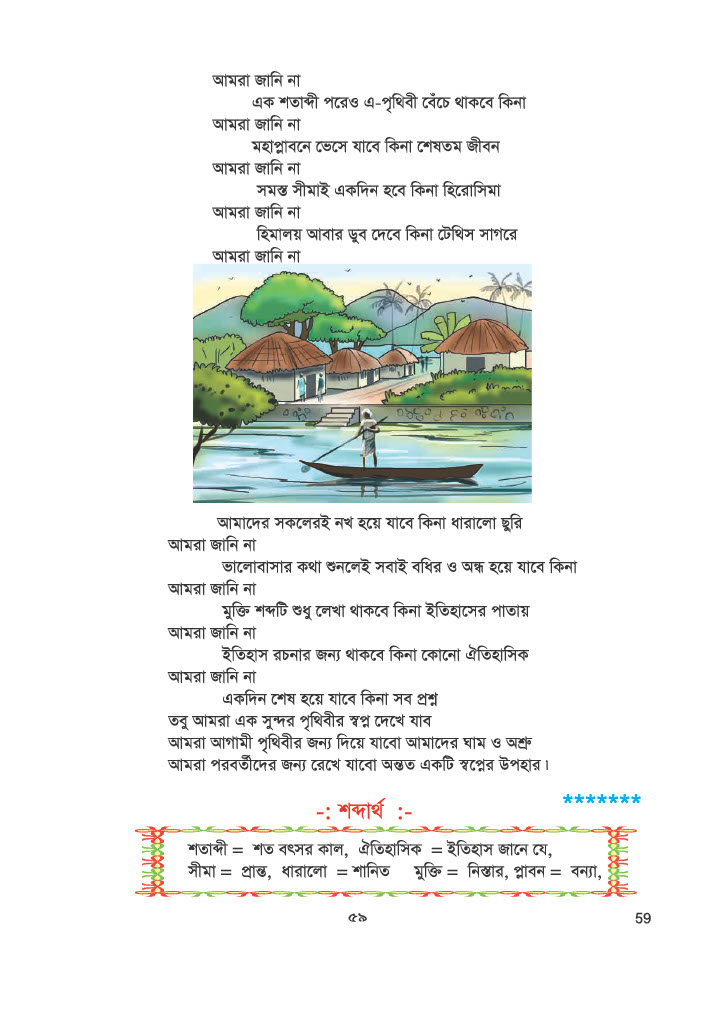 আমরা জানি না
এক শতাব্দী পরেও এ-পৃথিবী বেঁচে থাকবে কিনা
আমরা জানি না
মহাপ্লাবনে ভেসে যাবে কিনা শেষতম জীবন
আমরা জানি না
সমস্ত সীমাই একদিন হবে কিনা হিরোসিমা
আমরা জানি না
হিমালয় আবার ডুব দেবে কিনা টেথিস সাগরে
আমরা জানি না
আমাদের সকলেরই নখ হয়ে যাবে কিনা ধারালো ছুরি
আমরা জানি না
ভালোবাসার কথা শুনলেই সবাই বধির ও অন্ধ হয়ে যাবে কিনা
আমরা জানি না
মুক্তি শব্দটি শুধু লেখা থাকবে কিনা ইতিহাসের পাতায়
আমরা জানি না
ইতিহাস রচনার জন্য থাকবে কিনা কোনো ঐতিহাসিক
আমরা জানি না
একদিন শেষ হয়ে যাবে কিনা সব প্রশ্ন
তবু আমরা এক সুন্দর পৃথিবীর স্বপ্ন দেখে যাব
আমরা আগামী পৃথিবীর জন্য দিয়ে যাবো আমাদের ঘাম ও অশ্রু
আমরা পরবর্তীদের জন্য রেখে যাবো অন্তত একটি স্বপ্নের উপহার।
*******
-: শব্দার্থ :-
শতাব্দী = শত বৎসর কাল, ঐতিহাসিক = ইতিহাস জানে যে,
সীমা = প্রান্ত, ধারালো = শানিত মুক্তি = নিস্তার, প্লাবন = বন্যা,
৫৯ 59